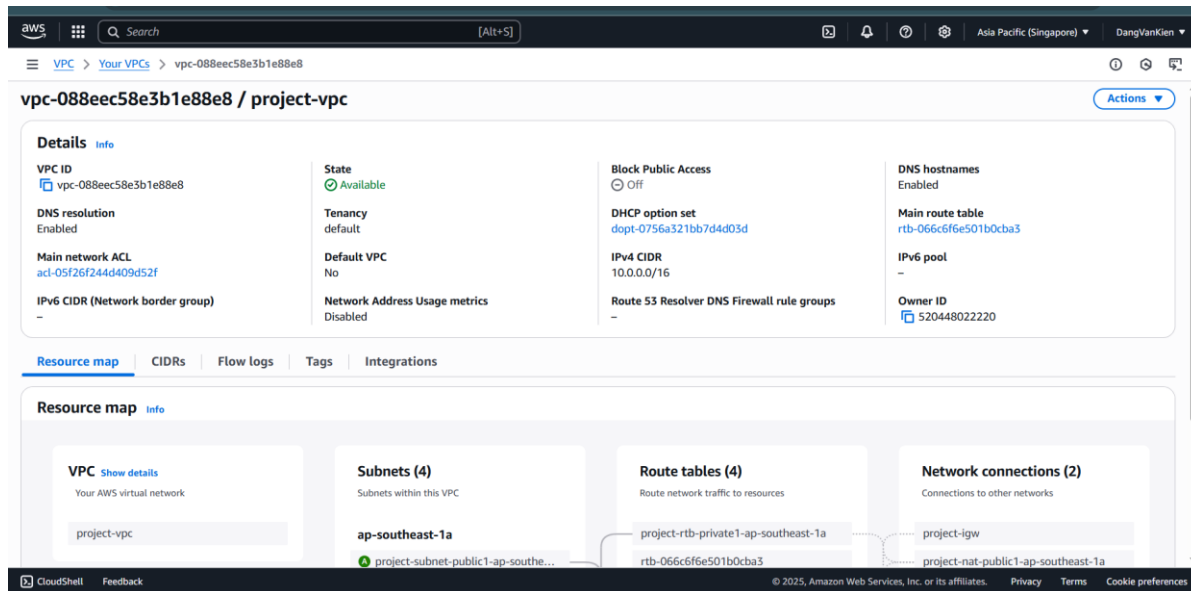 aws
Search
[Alt+S]
Asia Pacific (Singapore)
DangVanKien
VPC > Your VPCs > vpc-088eec58e3b1e88e8
vpc-088eec58e3b1e88e8 / project-vpc
Actions
Details Info
VPC ID
vpc-088eec58e3b1e88e8
State
Available
Block Public Access
Off
DNS hostnames
Enabled
DNS resolution
Enabled
Tenancy
default
DHCP option set
dopt-0756a321bb7d4d03d
Main route table
rtb-066c6f6e501b0cba3
Main network ACL
acl-05f26f244d409d52f
Default VPC
No
IPv4 CIDR
10.0.0.0/16
IPv6 pool
–
IPv6 CIDR (Network border group)
–
Network Address Usage metrics
Disabled
Route 53 Resolver DNS Firewall rule groups
–
Owner ID
520448022220
Resource map
CIDRs
Flow logs
Tags
Integrations
Resource map Info
VPC Show details
Your AWS virtual network
project-vpc
Subnets (4)
Subnets within this VPC
ap-southeast-1a
A project-subnet-public1-ap-southe...
Route tables (4)
Route network traffic to resources
project-rtb-private1-ap-southeast-1a
rtb-066c6f6e501b0cba3
Network connections (2)
Connections to other networks
project-igw
project-nat-public1-ap-southeast-1a
CloudShell
Feedback
© 2025, Amazon Web Services, Inc. or its affiliates.
Privacy
Terms
Cookie preferences